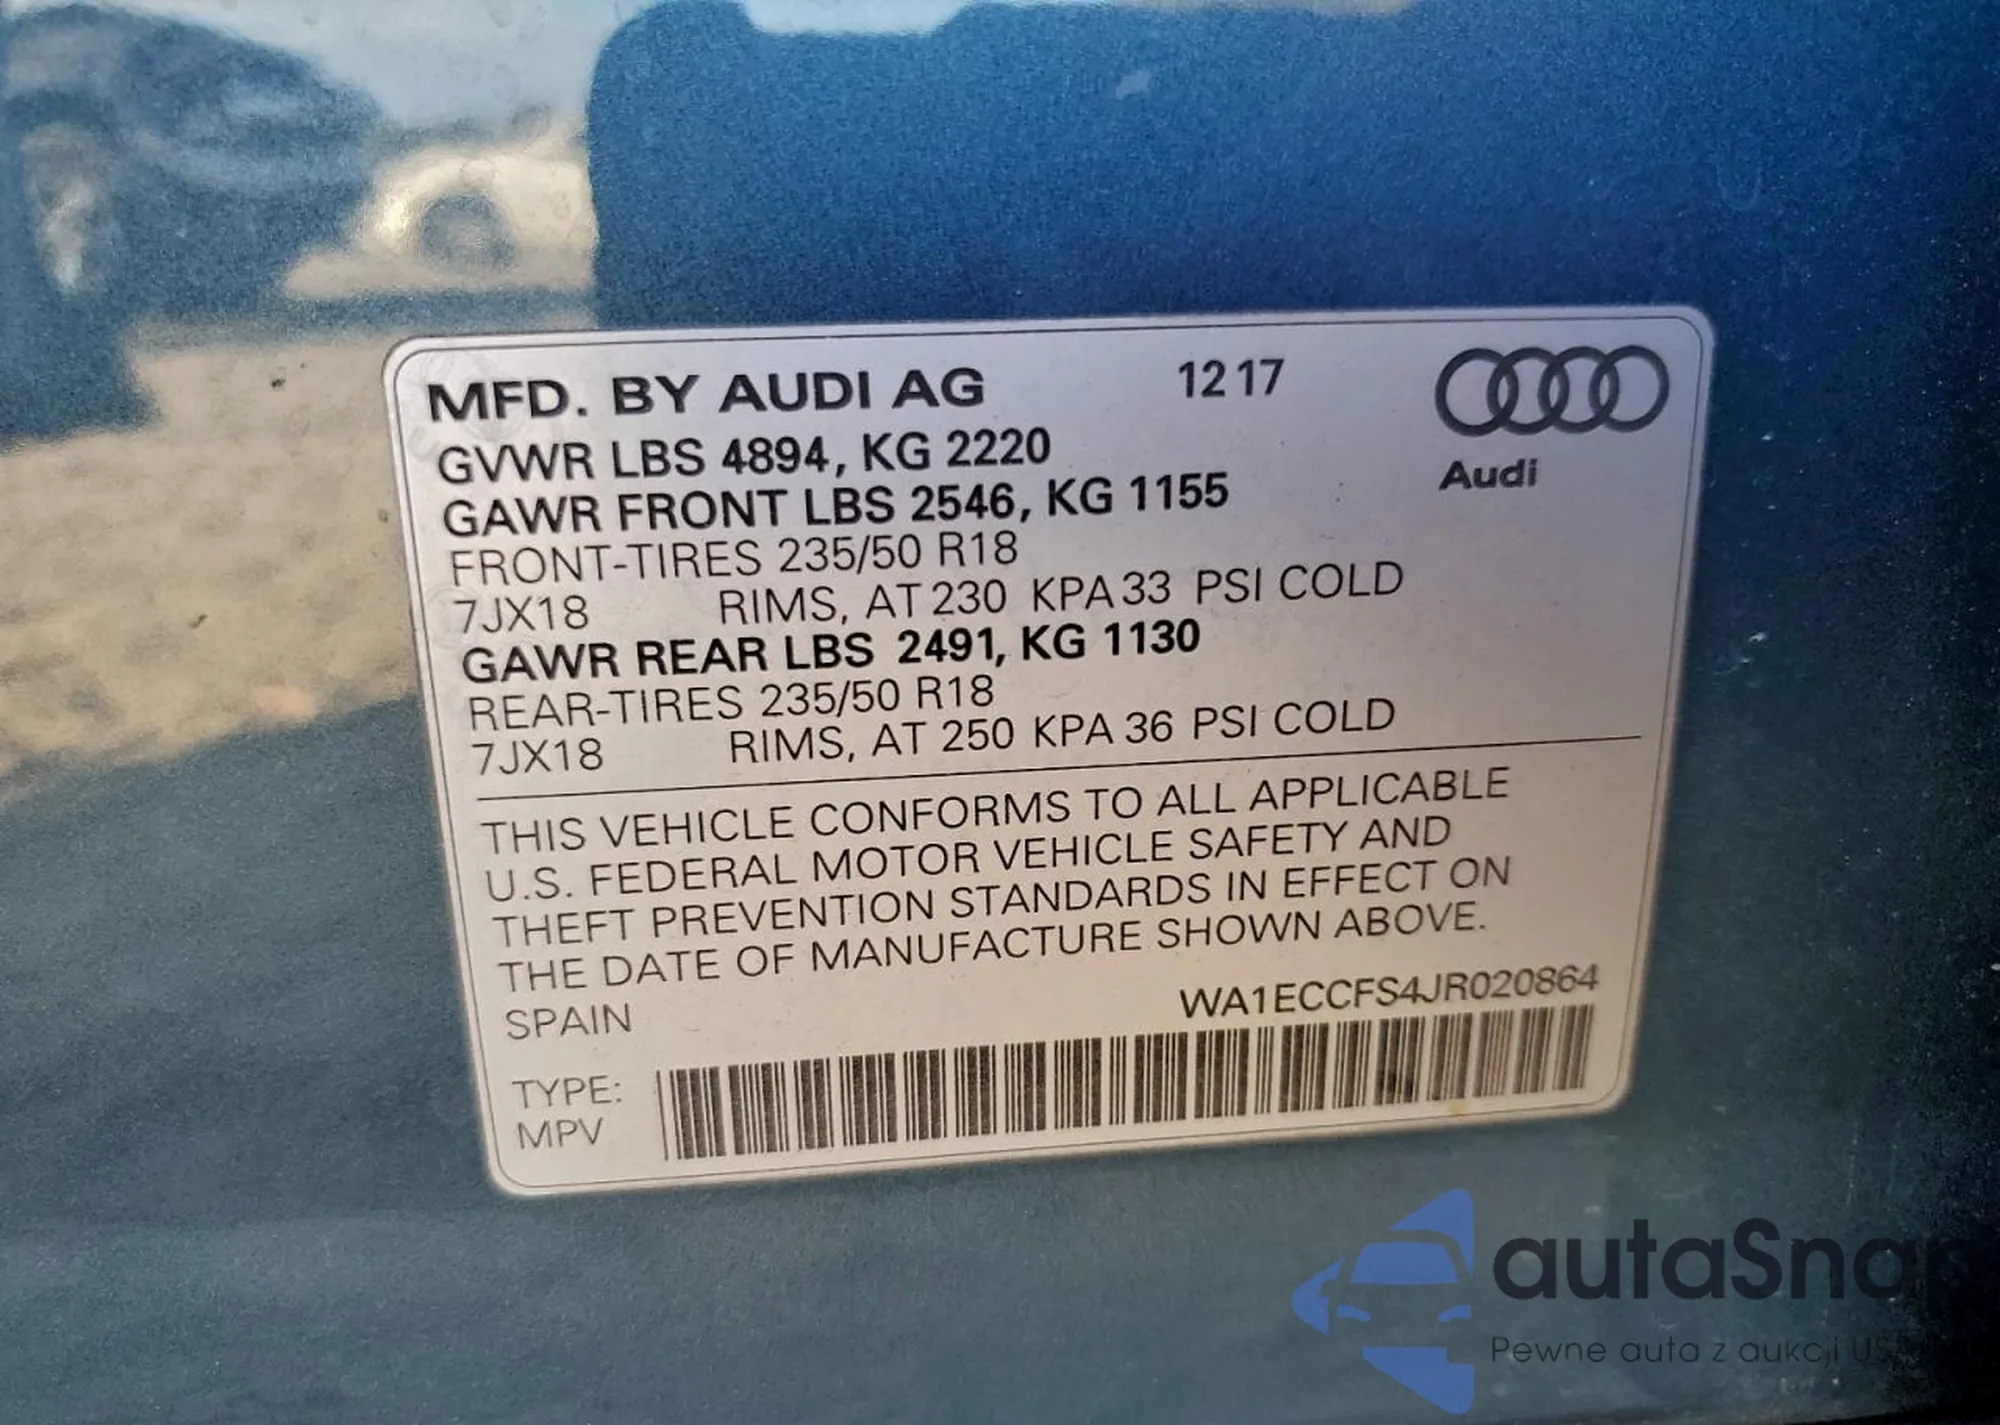 MFD. BY AUDI AG 12 17
GVWR LBS 4894, KG 2220
Audi
GAWR FRONT LBS 2546, KG 1155
FRONT-TIRES 235/50 R18
7JX18 RIMS, AT 230 KPA 33 PSI COLD
GAWR REAR LBS 2491, KG 1130
REAR-TIRES 235/50 R18
7JX18 RIMS, AT 250 KPA 36 PSI COLD
THIS VEHICLE CONFORMS TO ALL APPLICABLE
U.S. FEDERAL MOTOR VEHICLE SAFETY AND
THEFT PREVENTION STANDARDS IN EFFECT ON
THE DATE OF MANUFACTURE SHOWN ABOVE.
SPAIN WA1ECCFS4JR020864
TYPE:
MPV
autaSnap
Pewne auta z aukcji